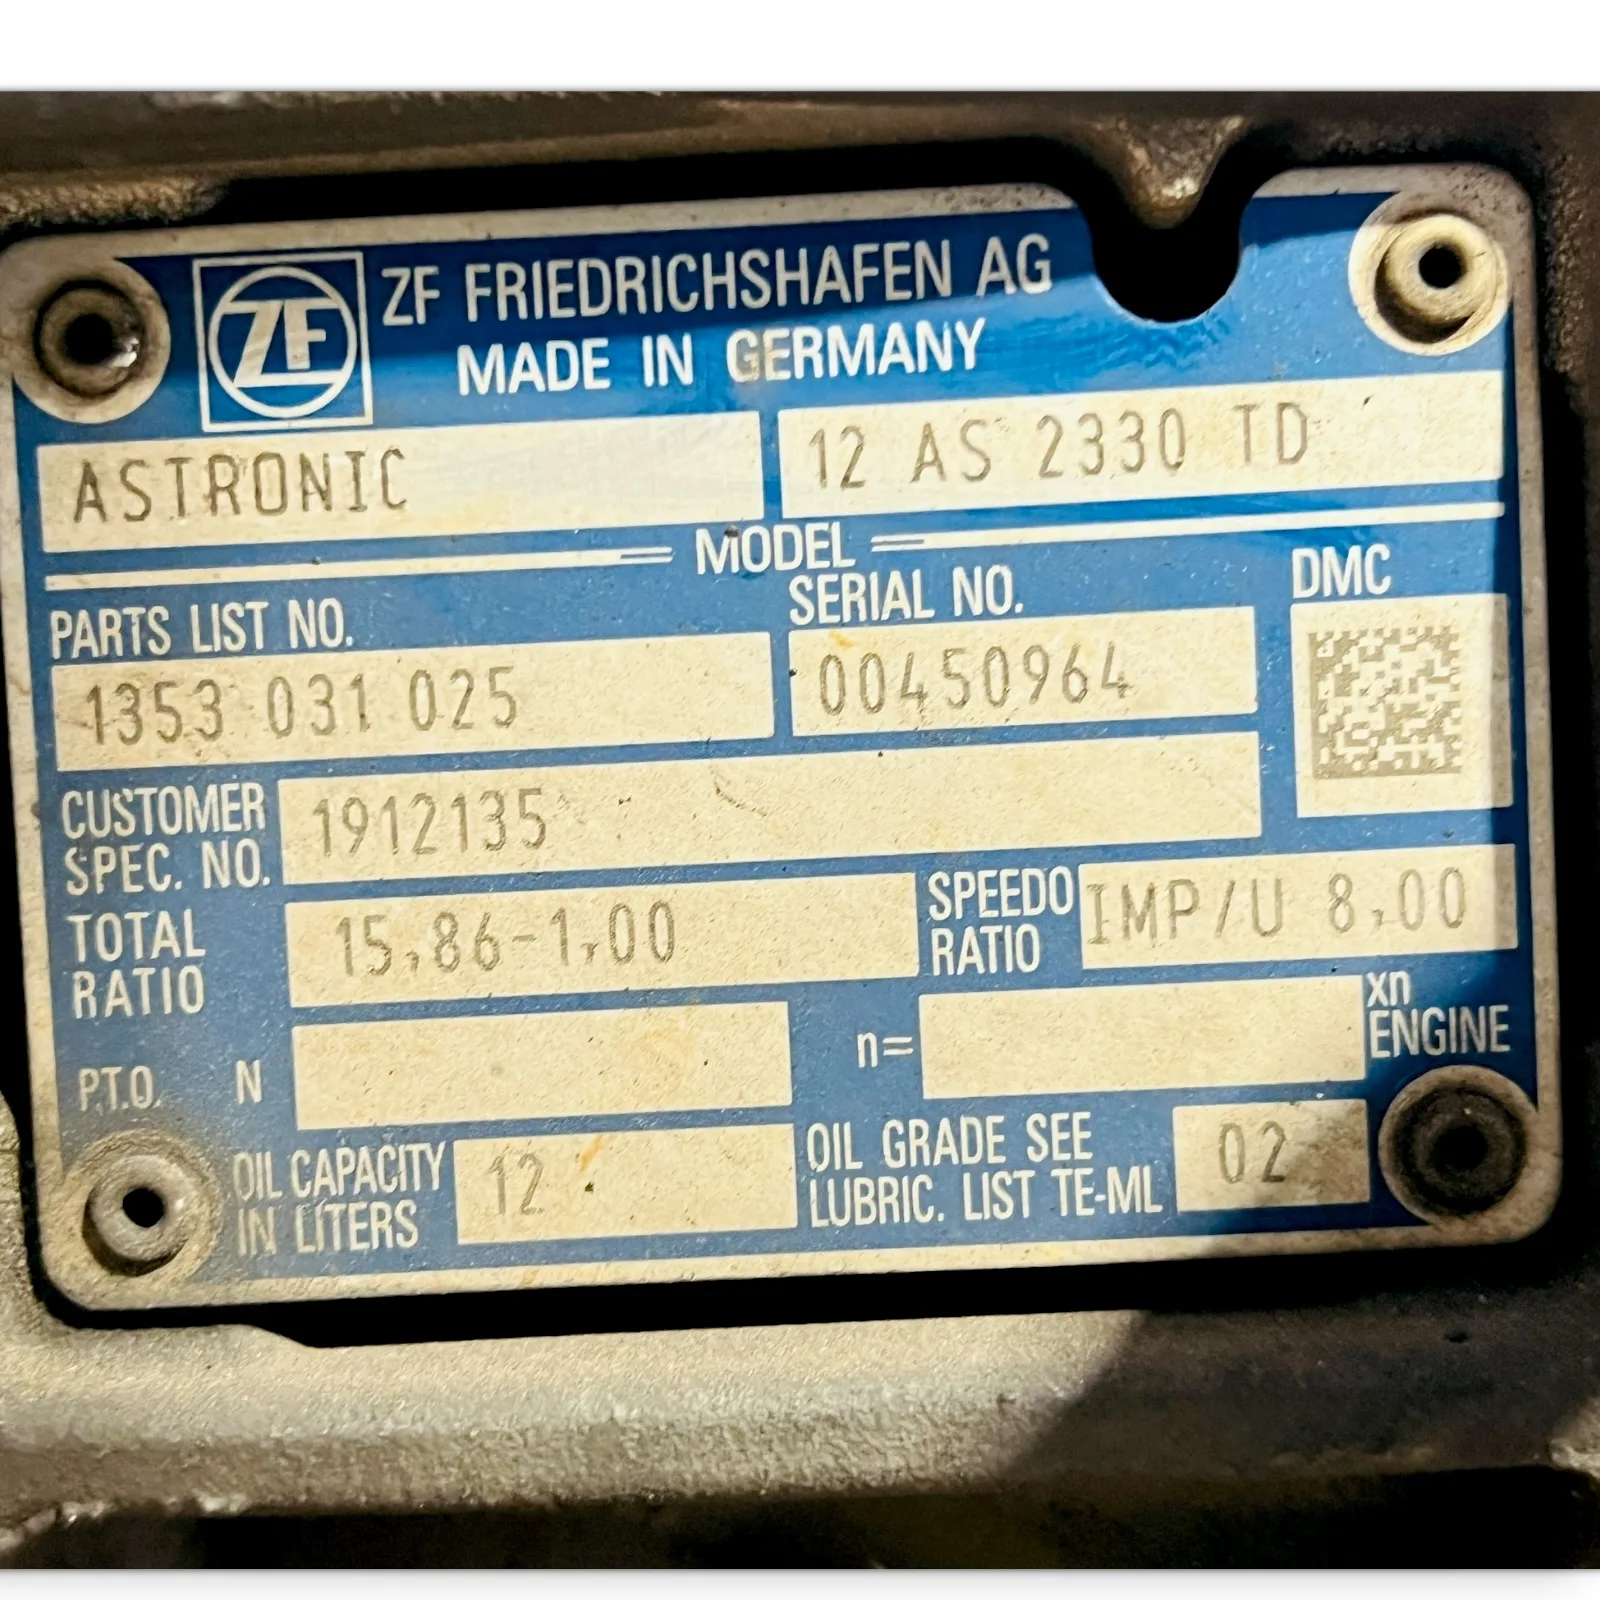 ZF ZF FRIEDRICHSHAFEN AG
MADE IN GERMANY
ASTRONIC 12 AS 2330 TD
MODEL
PARTS LIST NO. SERIAL NO. DMC
1353 031 025 00450964
CUSTOMER SPEC. NO. 1912135
TOTAL RATIO 15,86-1,00 SPEEDO RATIO IMP/U 8,00
P.T.O. N n= xn ENGINE
OIL CAPACITY IN LITERS 12 OIL GRADE SEE LUBRIC. LIST TE-ML 02